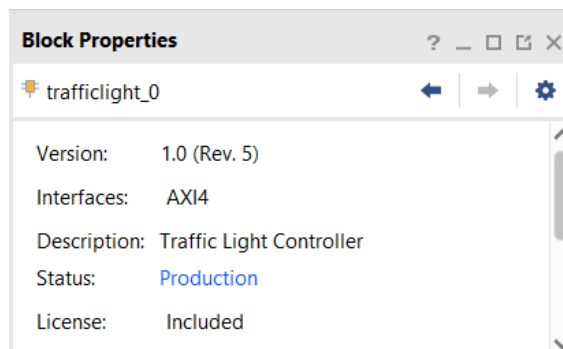 Block Properties ?
trafficlight_0
Version: 1.0 (Rev. 5)
Interfaces: AXI4
Description: Traffic Light Controller
Status: Production
License: Included